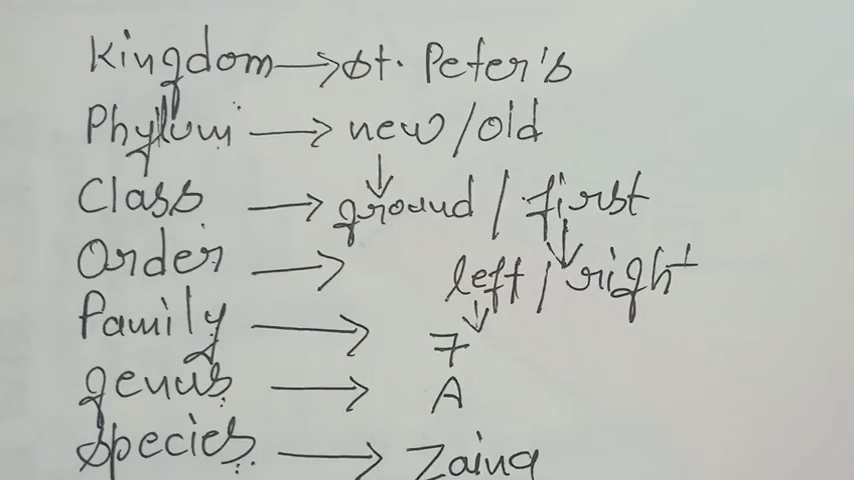 Kingdom → St. Peter's
Phylum → new/old
↓
Class → ground / first
↓
Order → left / right
↓
family → 7
genus → A
Species → Zaina